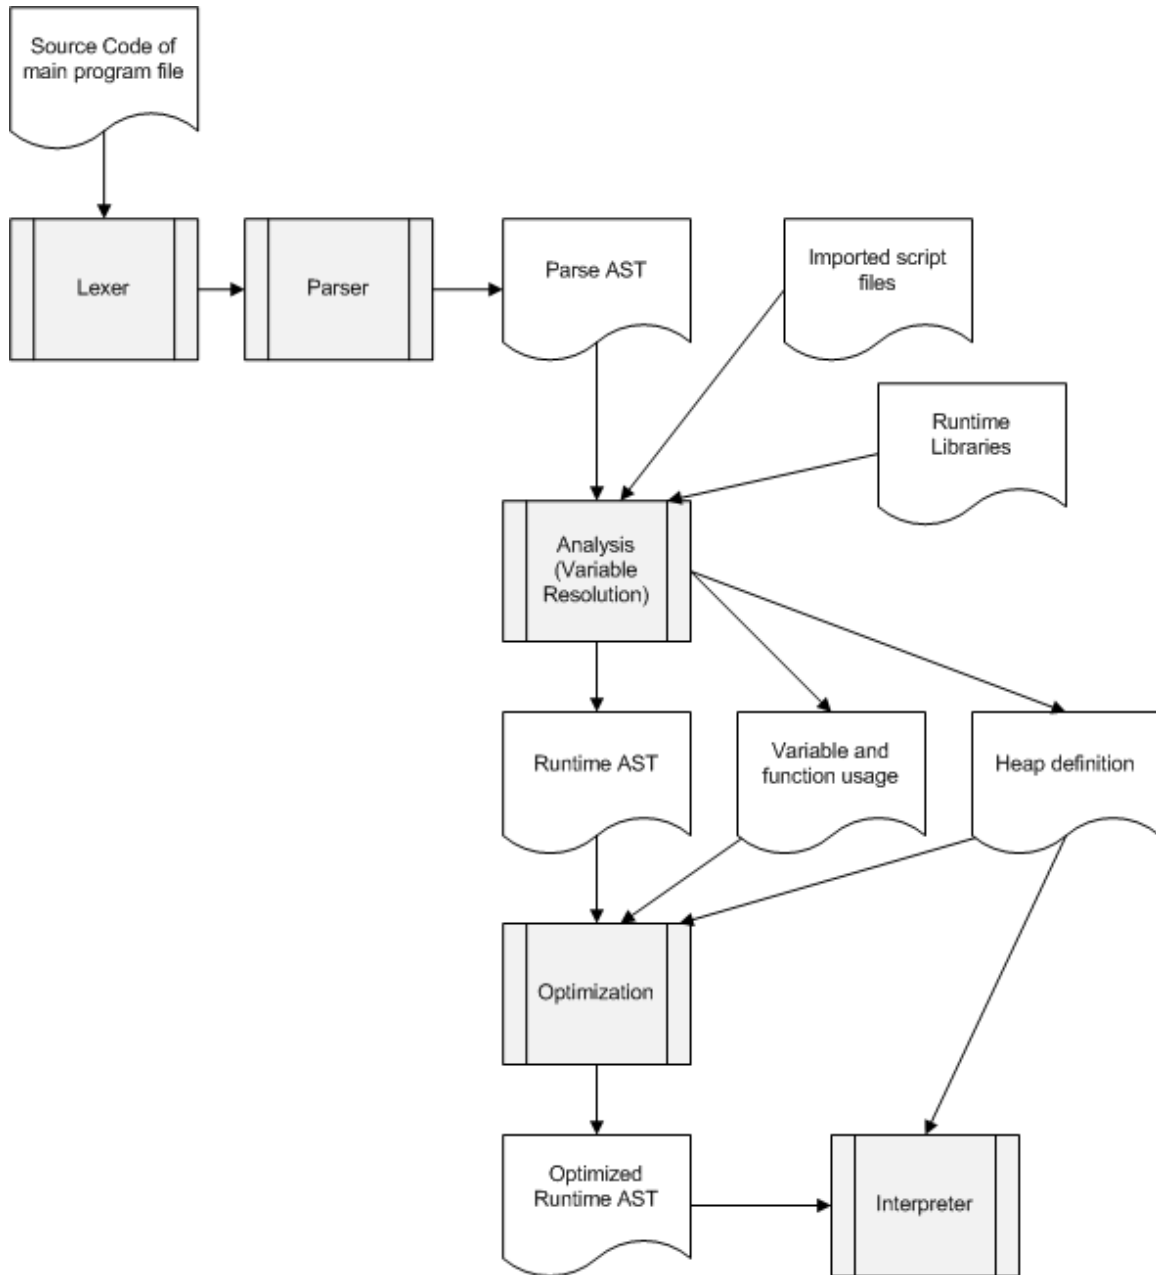 Source Code of
main program file
Lexer
Parser
Parse AST
Imported script
files
Runtime
Libraries
Analysis
(Variable
Resolution)
Runtime AST
Variable and
function usage
Heap definition
Optimization
Optimized
Runtime AST
Interpreter